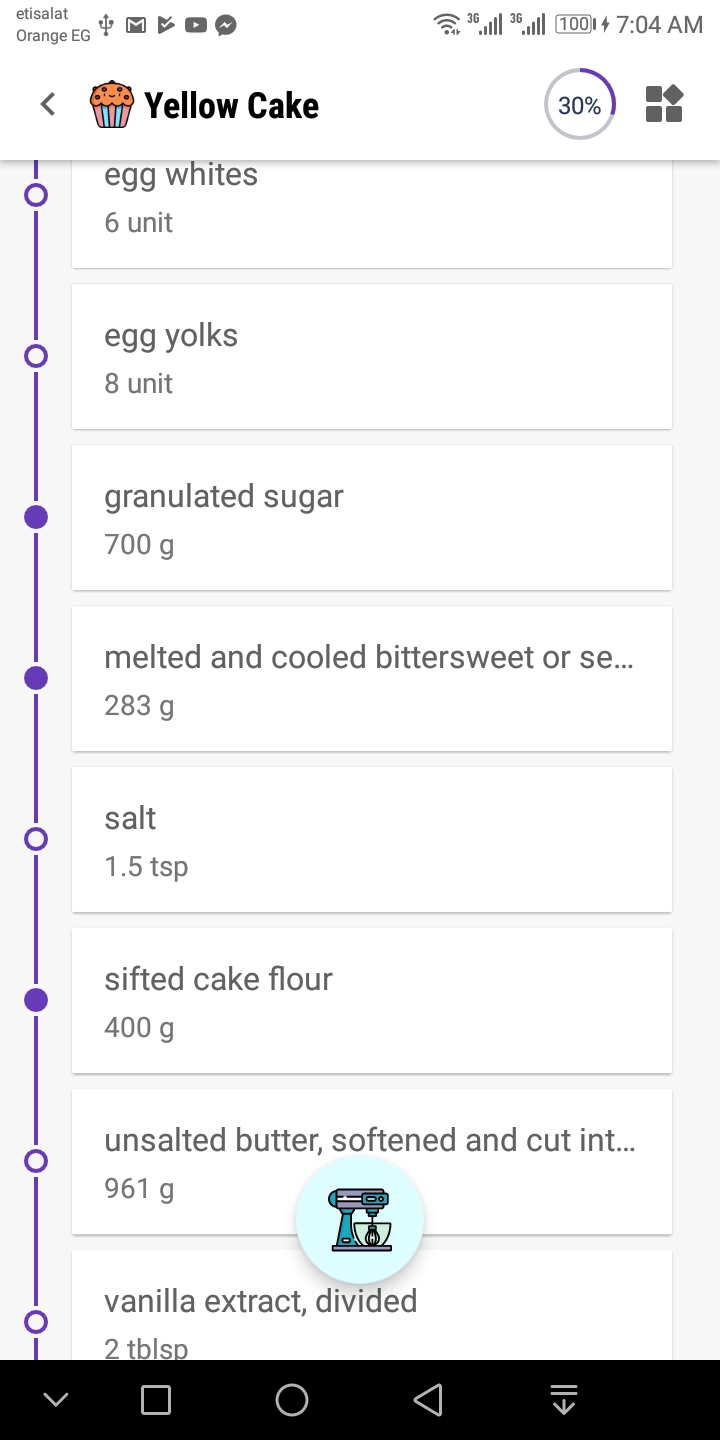 etisalat
Orange EG
3G 3G 100 7:04 AM
Yellow Cake
30%
egg whites
6 unit
egg yolks
8 unit
granulated sugar
700 g
melted and cooled bittersweet or se...
283 g
salt
1.5 tsp
sifted cake flour
400 g
unsalted butter, softened and cut int...
961 g
vanilla extract, divided
2 tblsp